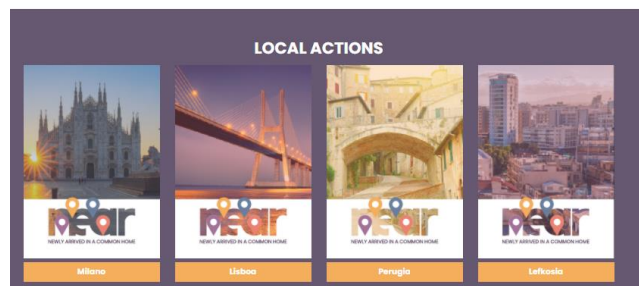 LOCAL ACTIONS
near
NEWLY ARRIVED IN A COMMON HOME
Milano
near
NEWLY ARRIVED IN A COMMON HOME
Lisboa
near
NEWLY ARRIVED IN A COMMON HOME
Perugia
near
NEWLY ARRIVED IN A COMMON HOME
Lefkosia